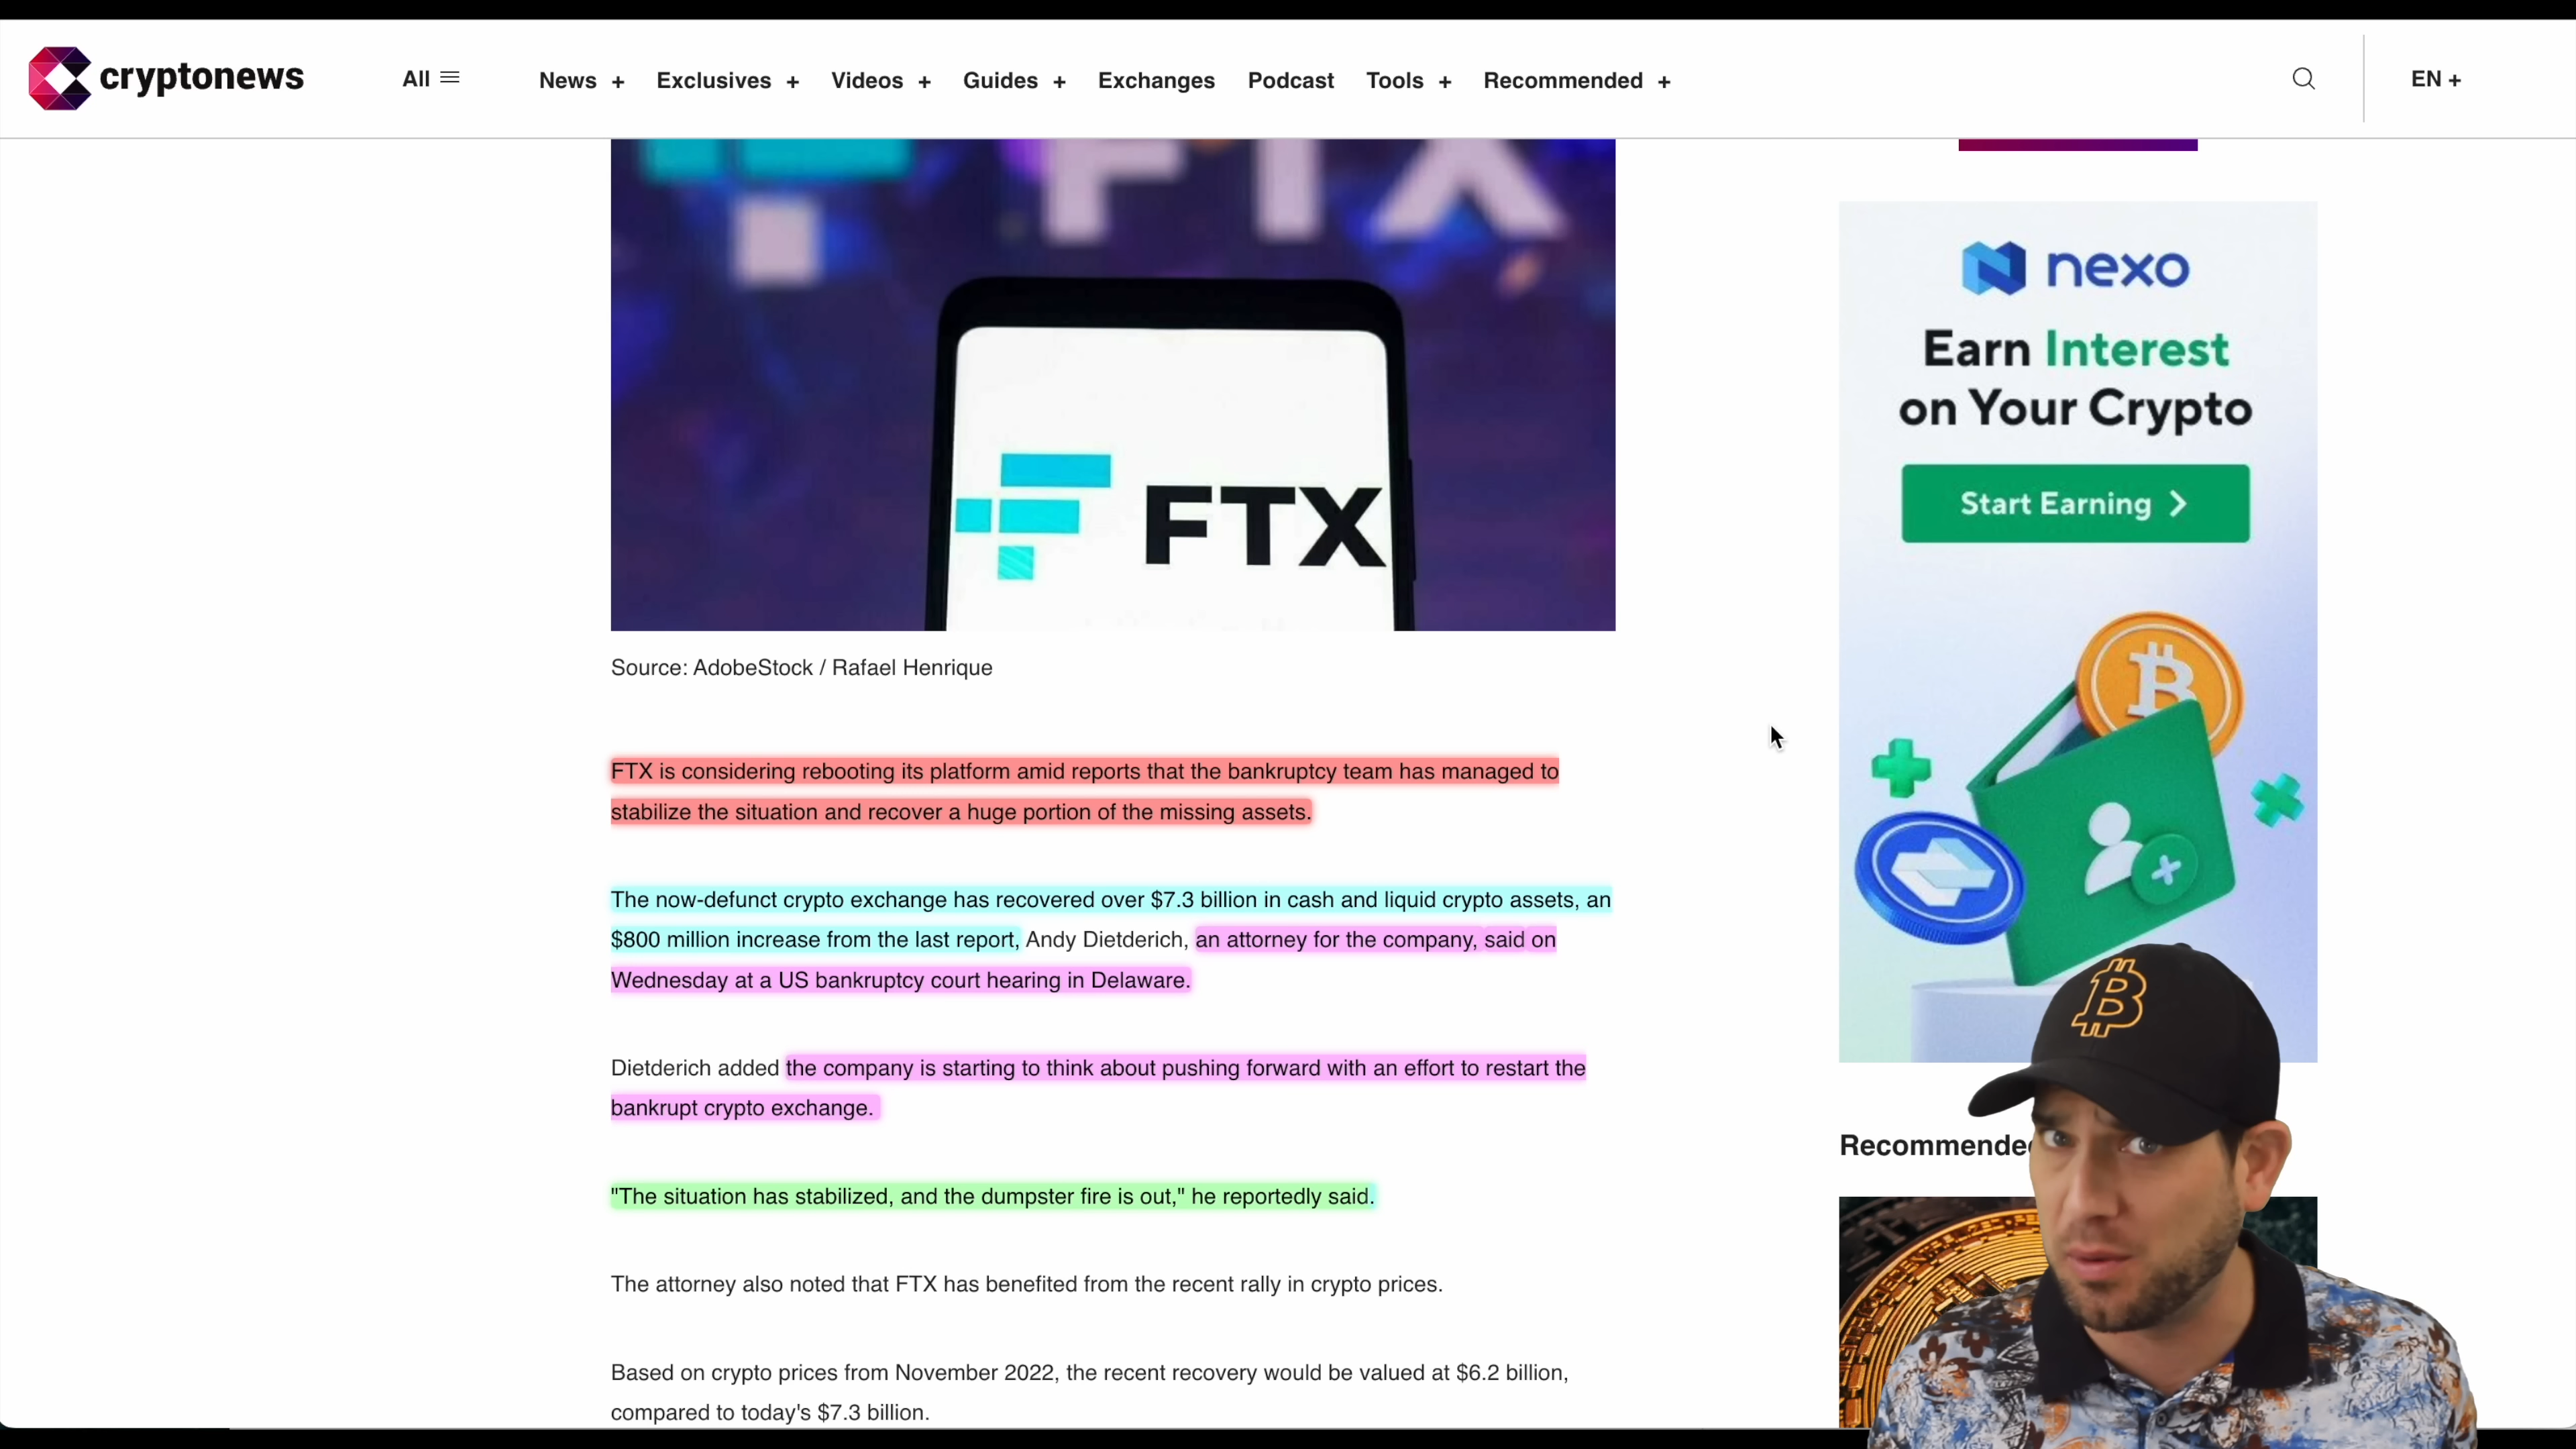 cryptonews
All
News + Exclusives + Videos + Guides + Exchanges Podcast Tools + Recommended +
EN +
FTX
FTX
Source: AdobeStock / Rafael Henrique
FTX is considering rebooting its platform amid reports that the bankruptcy team has managed to
stabilize the situation and recover a huge portion of the missing assets.
The now-defunct crypto exchange has recovered over $7.3 billion in cash and liquid crypto assets, an
$800 million increase from the last report, Andy Dietderich, an attorney for the company, said on
Wednesday at a US bankruptcy court hearing in Delaware.
Dietderich added the company is starting to think about pushing forward with an effort to restart the
bankrupt crypto exchange.
"The situation has stabilized, and the dumpster fire is out," he reportedly said.
The attorney also noted that FTX has benefited from the recent rally in crypto prices.
Based on crypto prices from November 2022, the recent recovery would be valued at $6.2 billion,
compared to today's $7.3 billion.
nexo
Earn Interest
on Your Crypto
Start Earning
Recommended